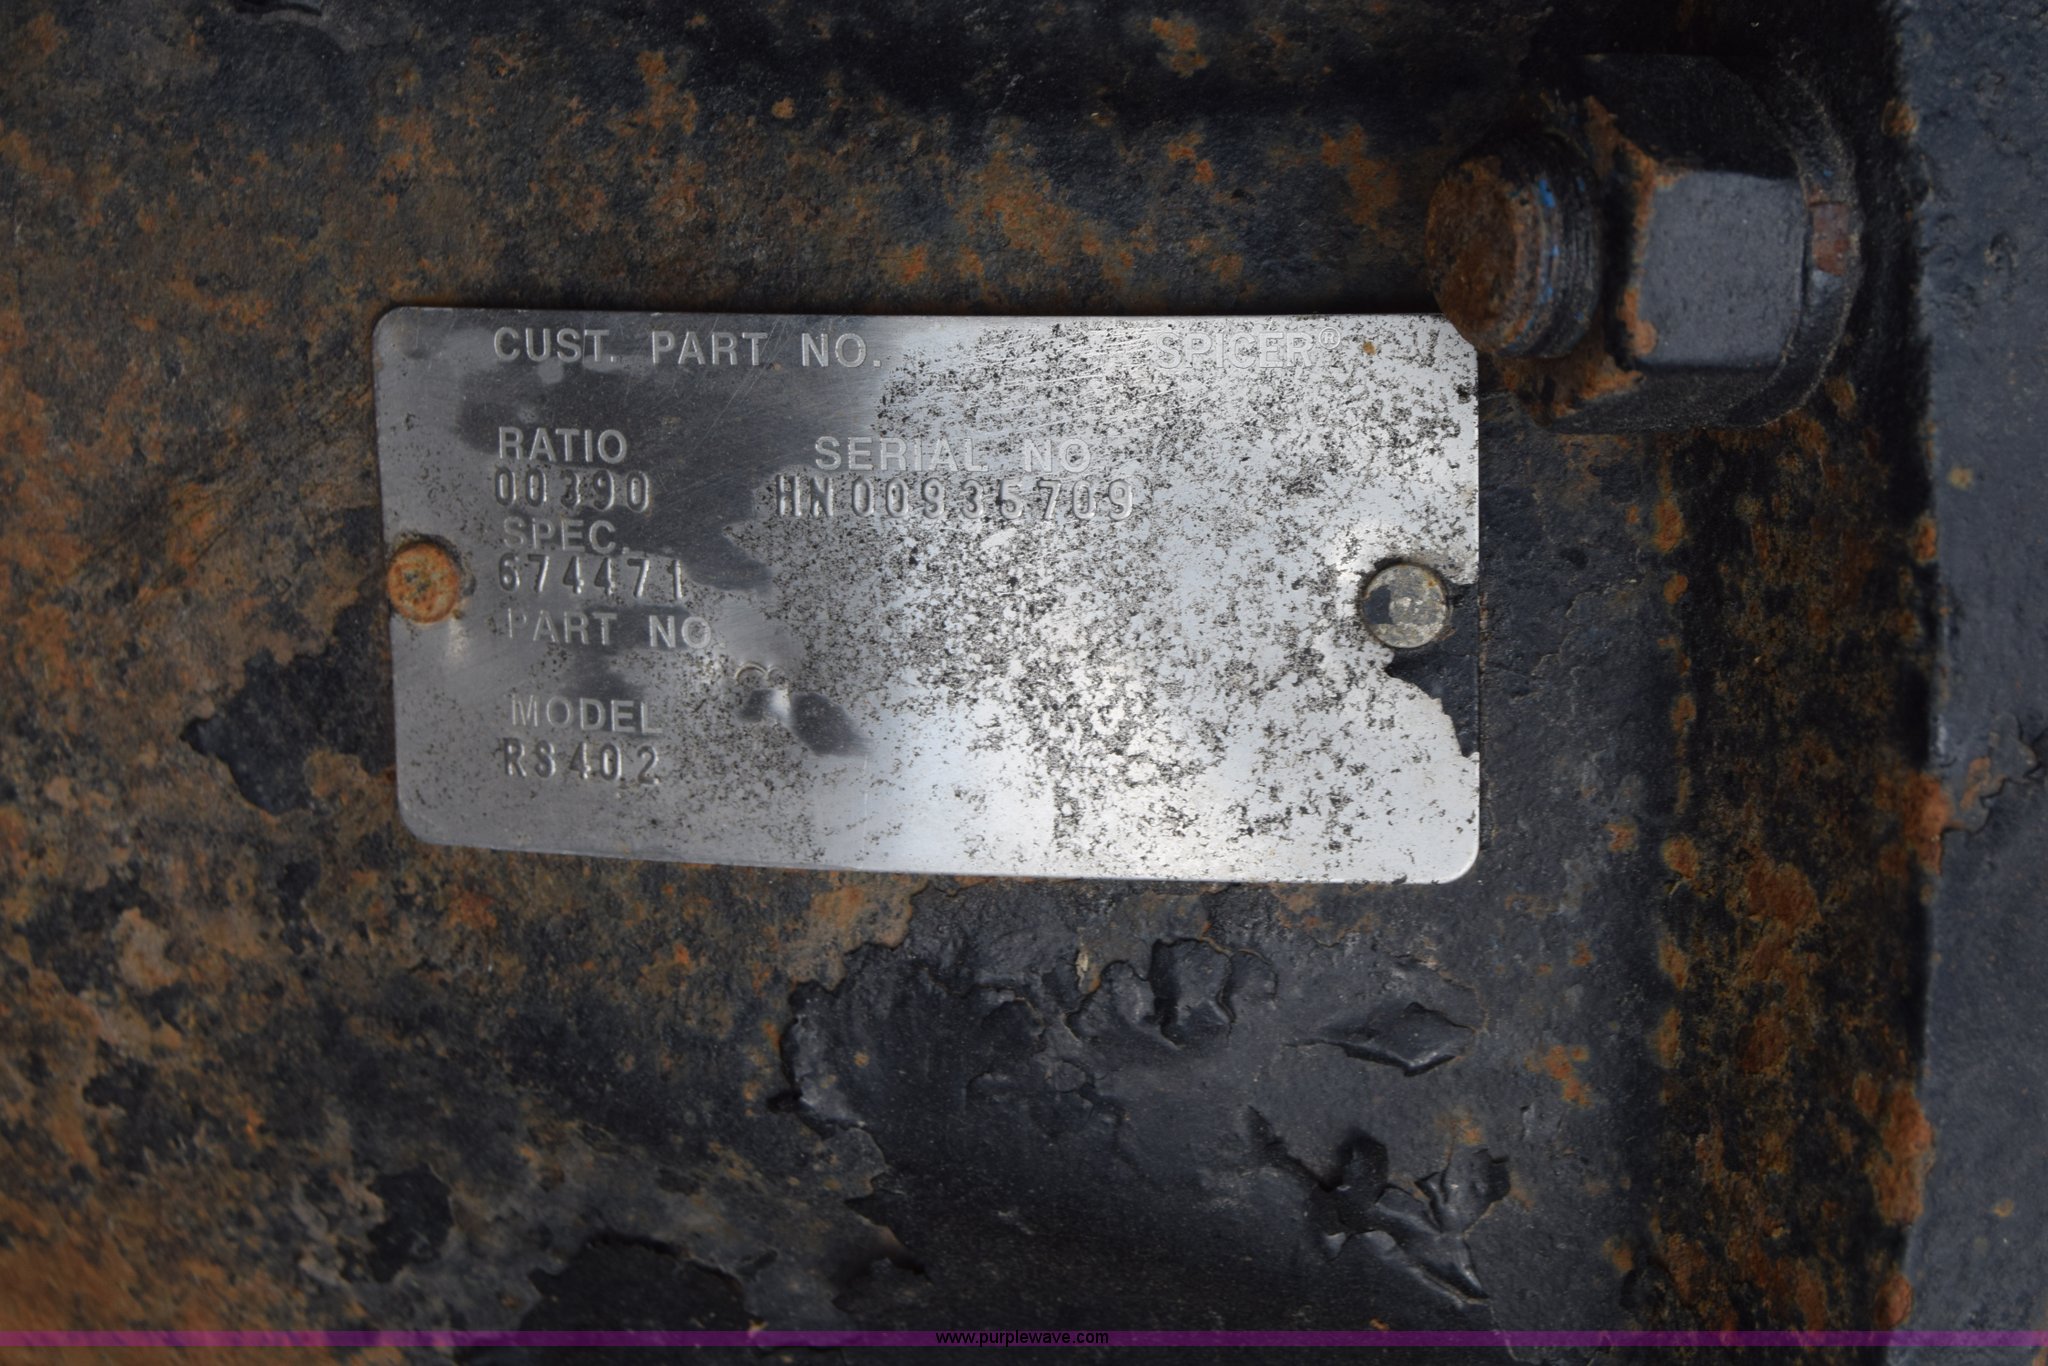 CUST. PART NO. SPICER®
RATIO SERIAL NO
00390 HN00935709
SPEC.
674471
PART NO.
MODEL
RS402
www.purplewave.com